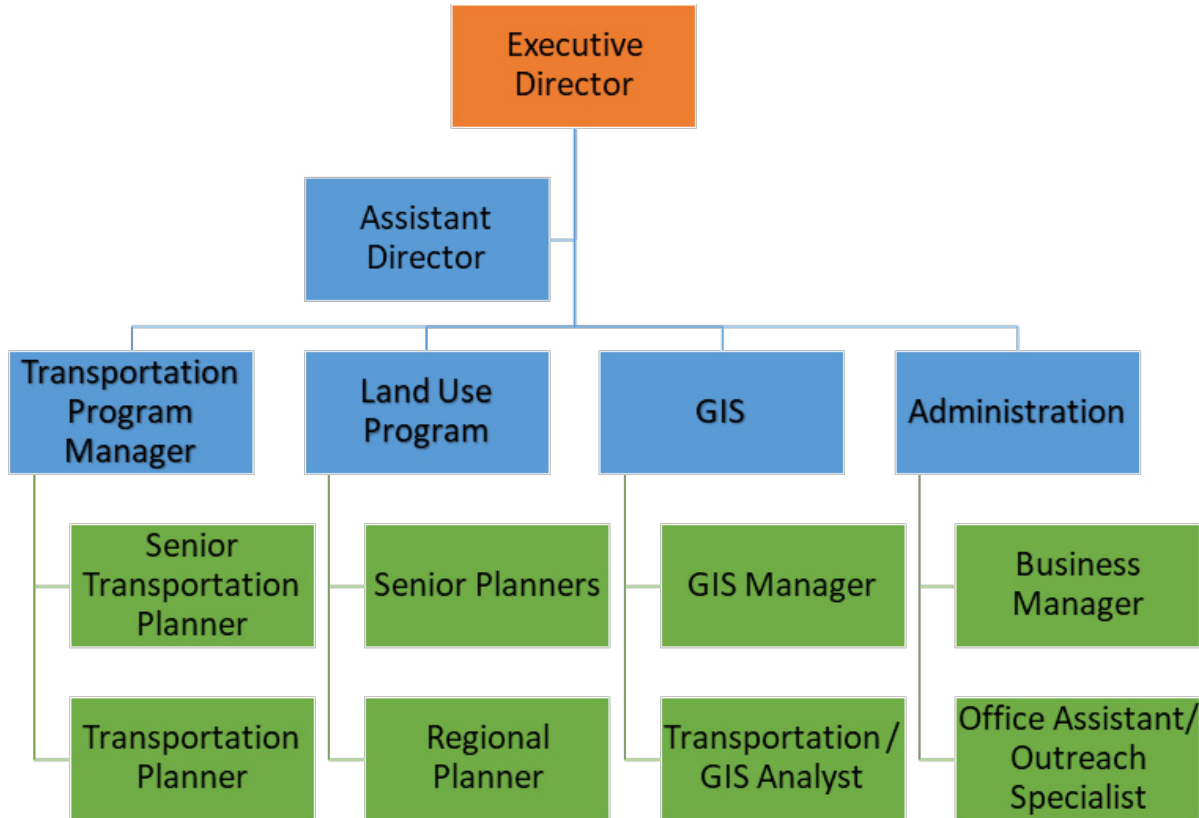 Executive
Director
Assistant
Director
Transportation
Program
Manager
Land Use
Program
GIS
Administration
Senior
Transportation
Planner
Senior Planners
GIS Manager
Business
Manager
Transportation
Planner
Regional
Planner
Transportation /
GIS Analyst
Office Assistant/
Outreach
Specialist